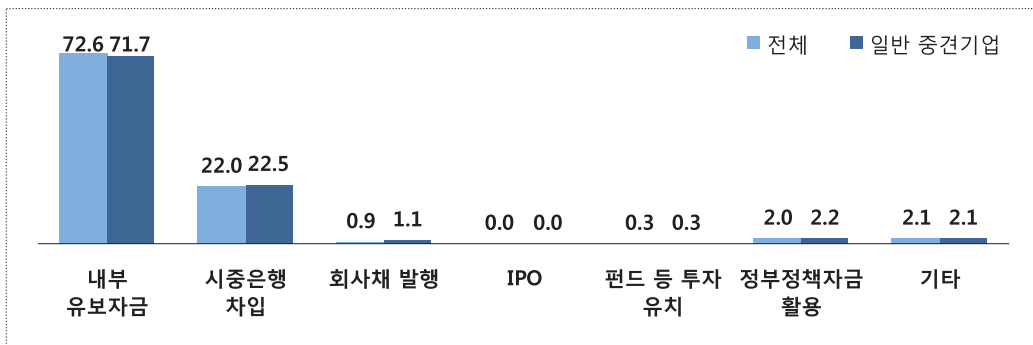 전체 일반 중견기업
72.6 71.7
22.0 22.5
0.9 1.1
0.0 0.0
0.3 0.3
2.0 2.2
2.1 2.1
내부
유보자금
시중은행
차입
회사채 발행
IPO
펀드 등 투자
유치
정부정책자금
활용
기타